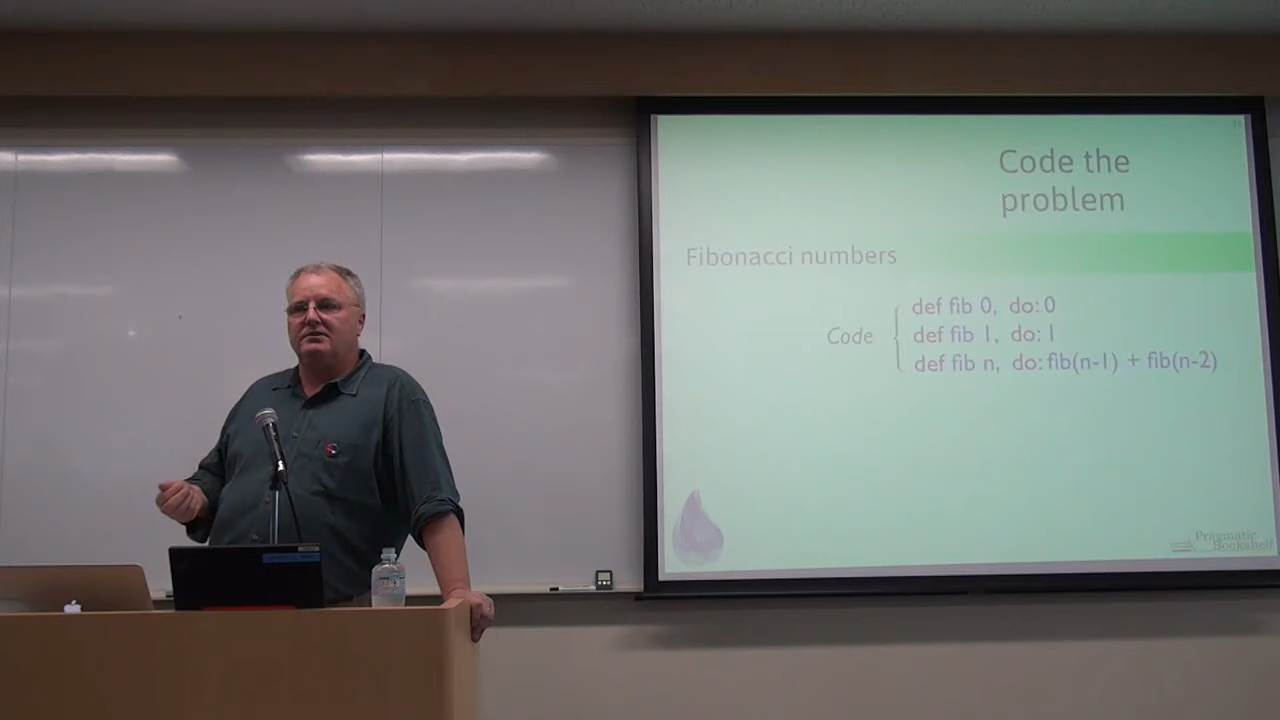 Code the
problem
Fibonacci numbers
Code
def fib 0, do: 0
def fib 1, do: 1
def fib n, do: fib(n-1) + fib(n-2)
Pragmatic
Bookshelf